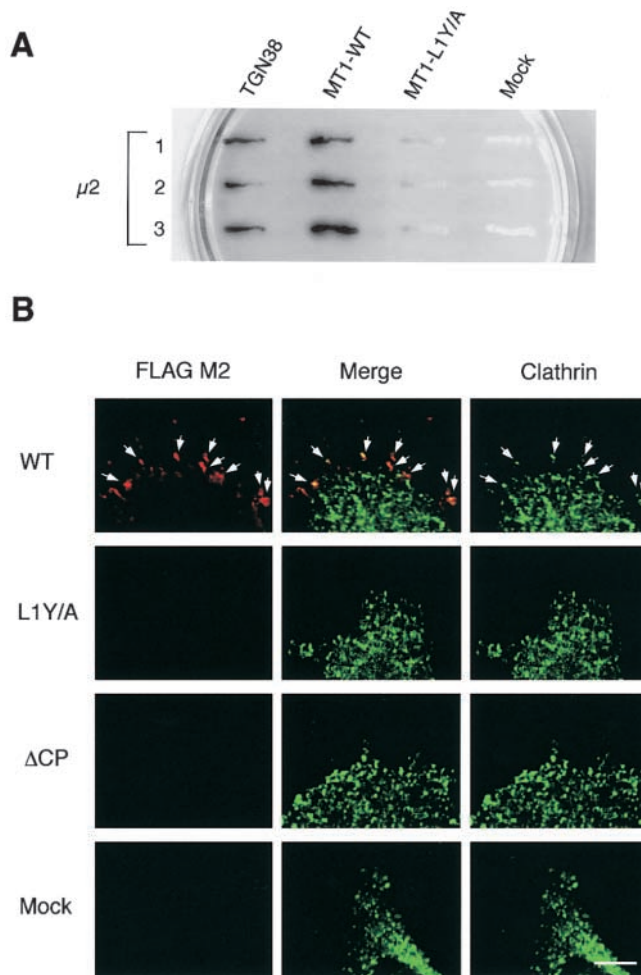 A
TGN38
MT1-WT
MT1-L1Y/A
Mock
µ2
1
2
3
B
FLAG M2
Merge
Clathrin
WT
L1Y/A
ΔCP
Mock